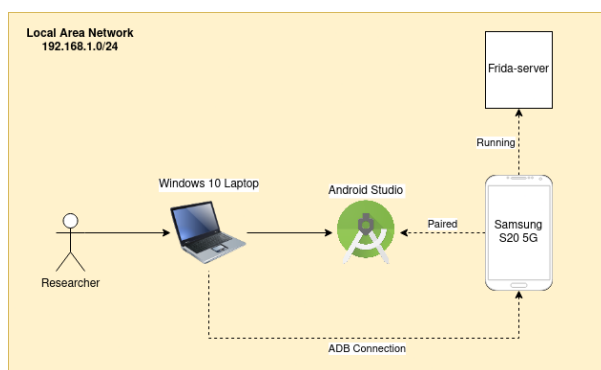 Local Area Network
192.168.1.0/24
Frida-server
Running
Windows 10 Laptop
Android Studio
Paired
Samsung
S20 5G
Researcher
ADB Connection